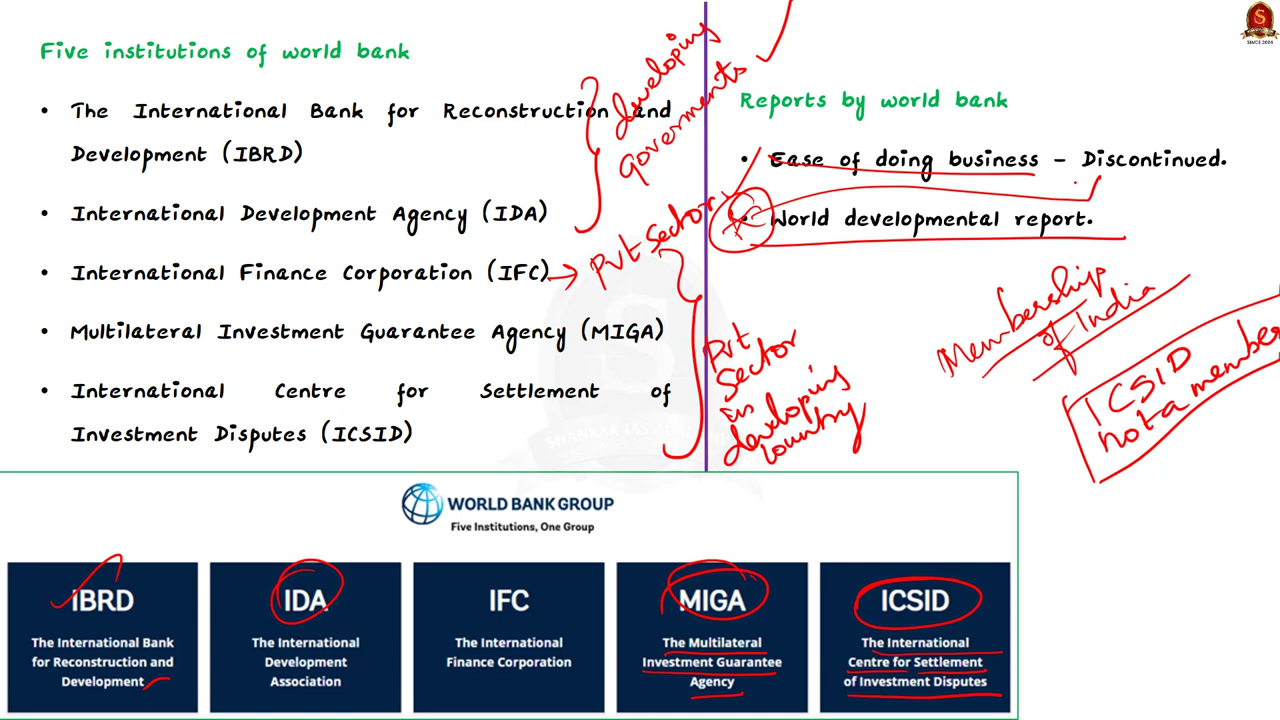 Five institutions of world bank
• The International Bank for Reconstruction and
Development (IBRD)
• International Development Agency (IDA)
• International Finance Corporation (IFC)
• Multilateral Investment Guarantee Agency (MIGA)
• International Centre for Settlement of
Investment Disputes (ICSID)
developing
governments
→ Pvt Sector
Pvt
Sector
in
developing
country
Reports by world bank
• Ease of doing business – Discontinued.
• World developmental report.
Membership
of India
ICSID
not a member
S
SINCE 2004
SHANKAR IAS ACADEMY
WORLD BANK GROUP
Five Institutions, One Group
IBRD
The International Bank
for Reconstruction and
Development
IDA
The International
Development
Association
IFC
The International
Finance Corporation
MIGA
The Multilateral
Investment Guarantee
Agency
ICSID
The International
Centre for Settlement
of Investment Disputes